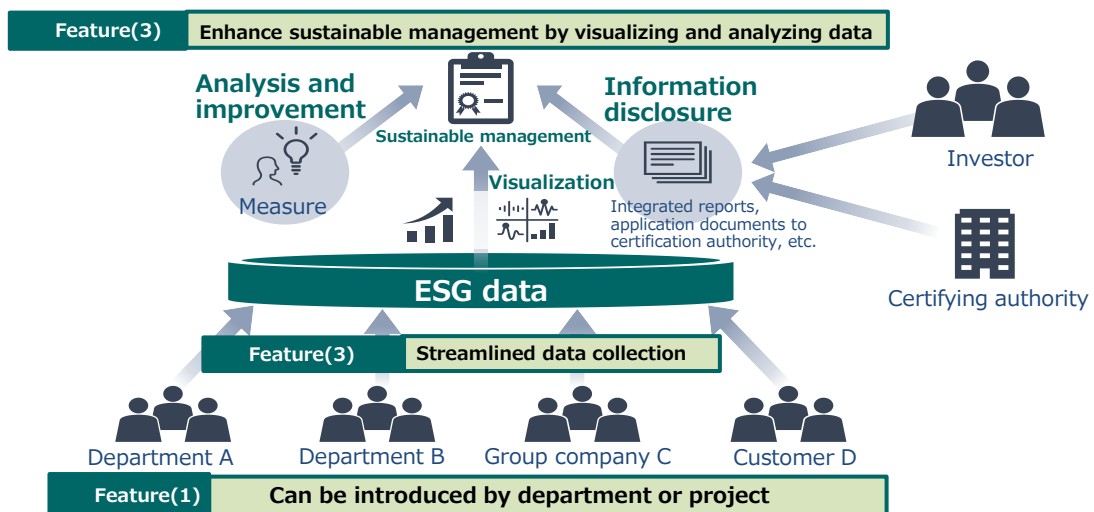 Feature(3)
Enhance sustainable management by visualizing and analyzing data
Analysis and
improvement
Information
disclosure
Sustainable management
Investor
Measure
Visualization
Integrated reports,
application documents to
certification authority, etc.
ESG data
Certifying authority
Feature(3)
Streamlined data collection
Department A
Department B
Group company C
Customer D
Feature(1)
Can be introduced by department or project